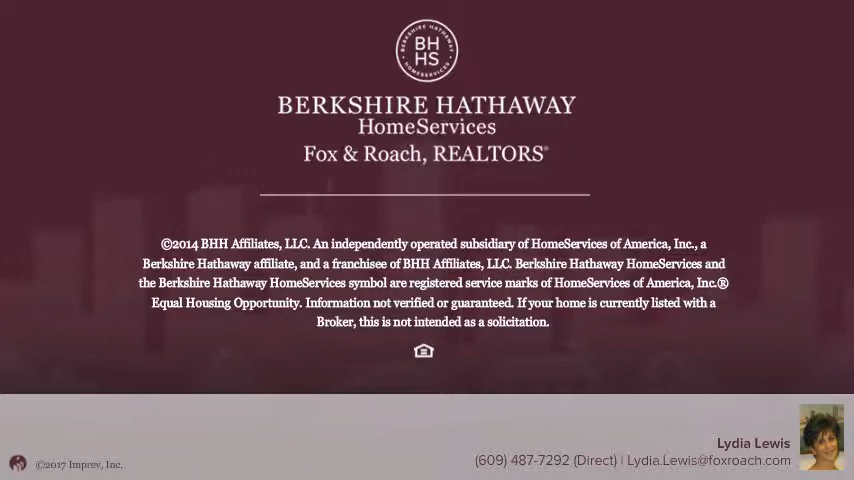 BERKSHIRE HATHAWAY
BH
HS
HOMESERVICES
BERKSHIRE HATHAWAY
HomeServices
Fox & Roach, REALTORS®
©2014 BHH Affiliates, LLC. An independently operated subsidiary of HomeServices of America, Inc., a
Berkshire Hathaway affiliate, and a franchisee of BHH Affiliates, LLC. Berkshire Hathaway HomeServices and
the Berkshire Hathaway HomeServices symbol are registered service marks of HomeServices of America, Inc.®
Equal Housing Opportunity. Information not verified or guaranteed. If your home is currently listed with a
Broker, this is not intended as a solicitation.
Lydia Lewis
(609) 487-7292 (Direct) | Lydia.Lewis@foxroach.com
©2017 Imprev, Inc.